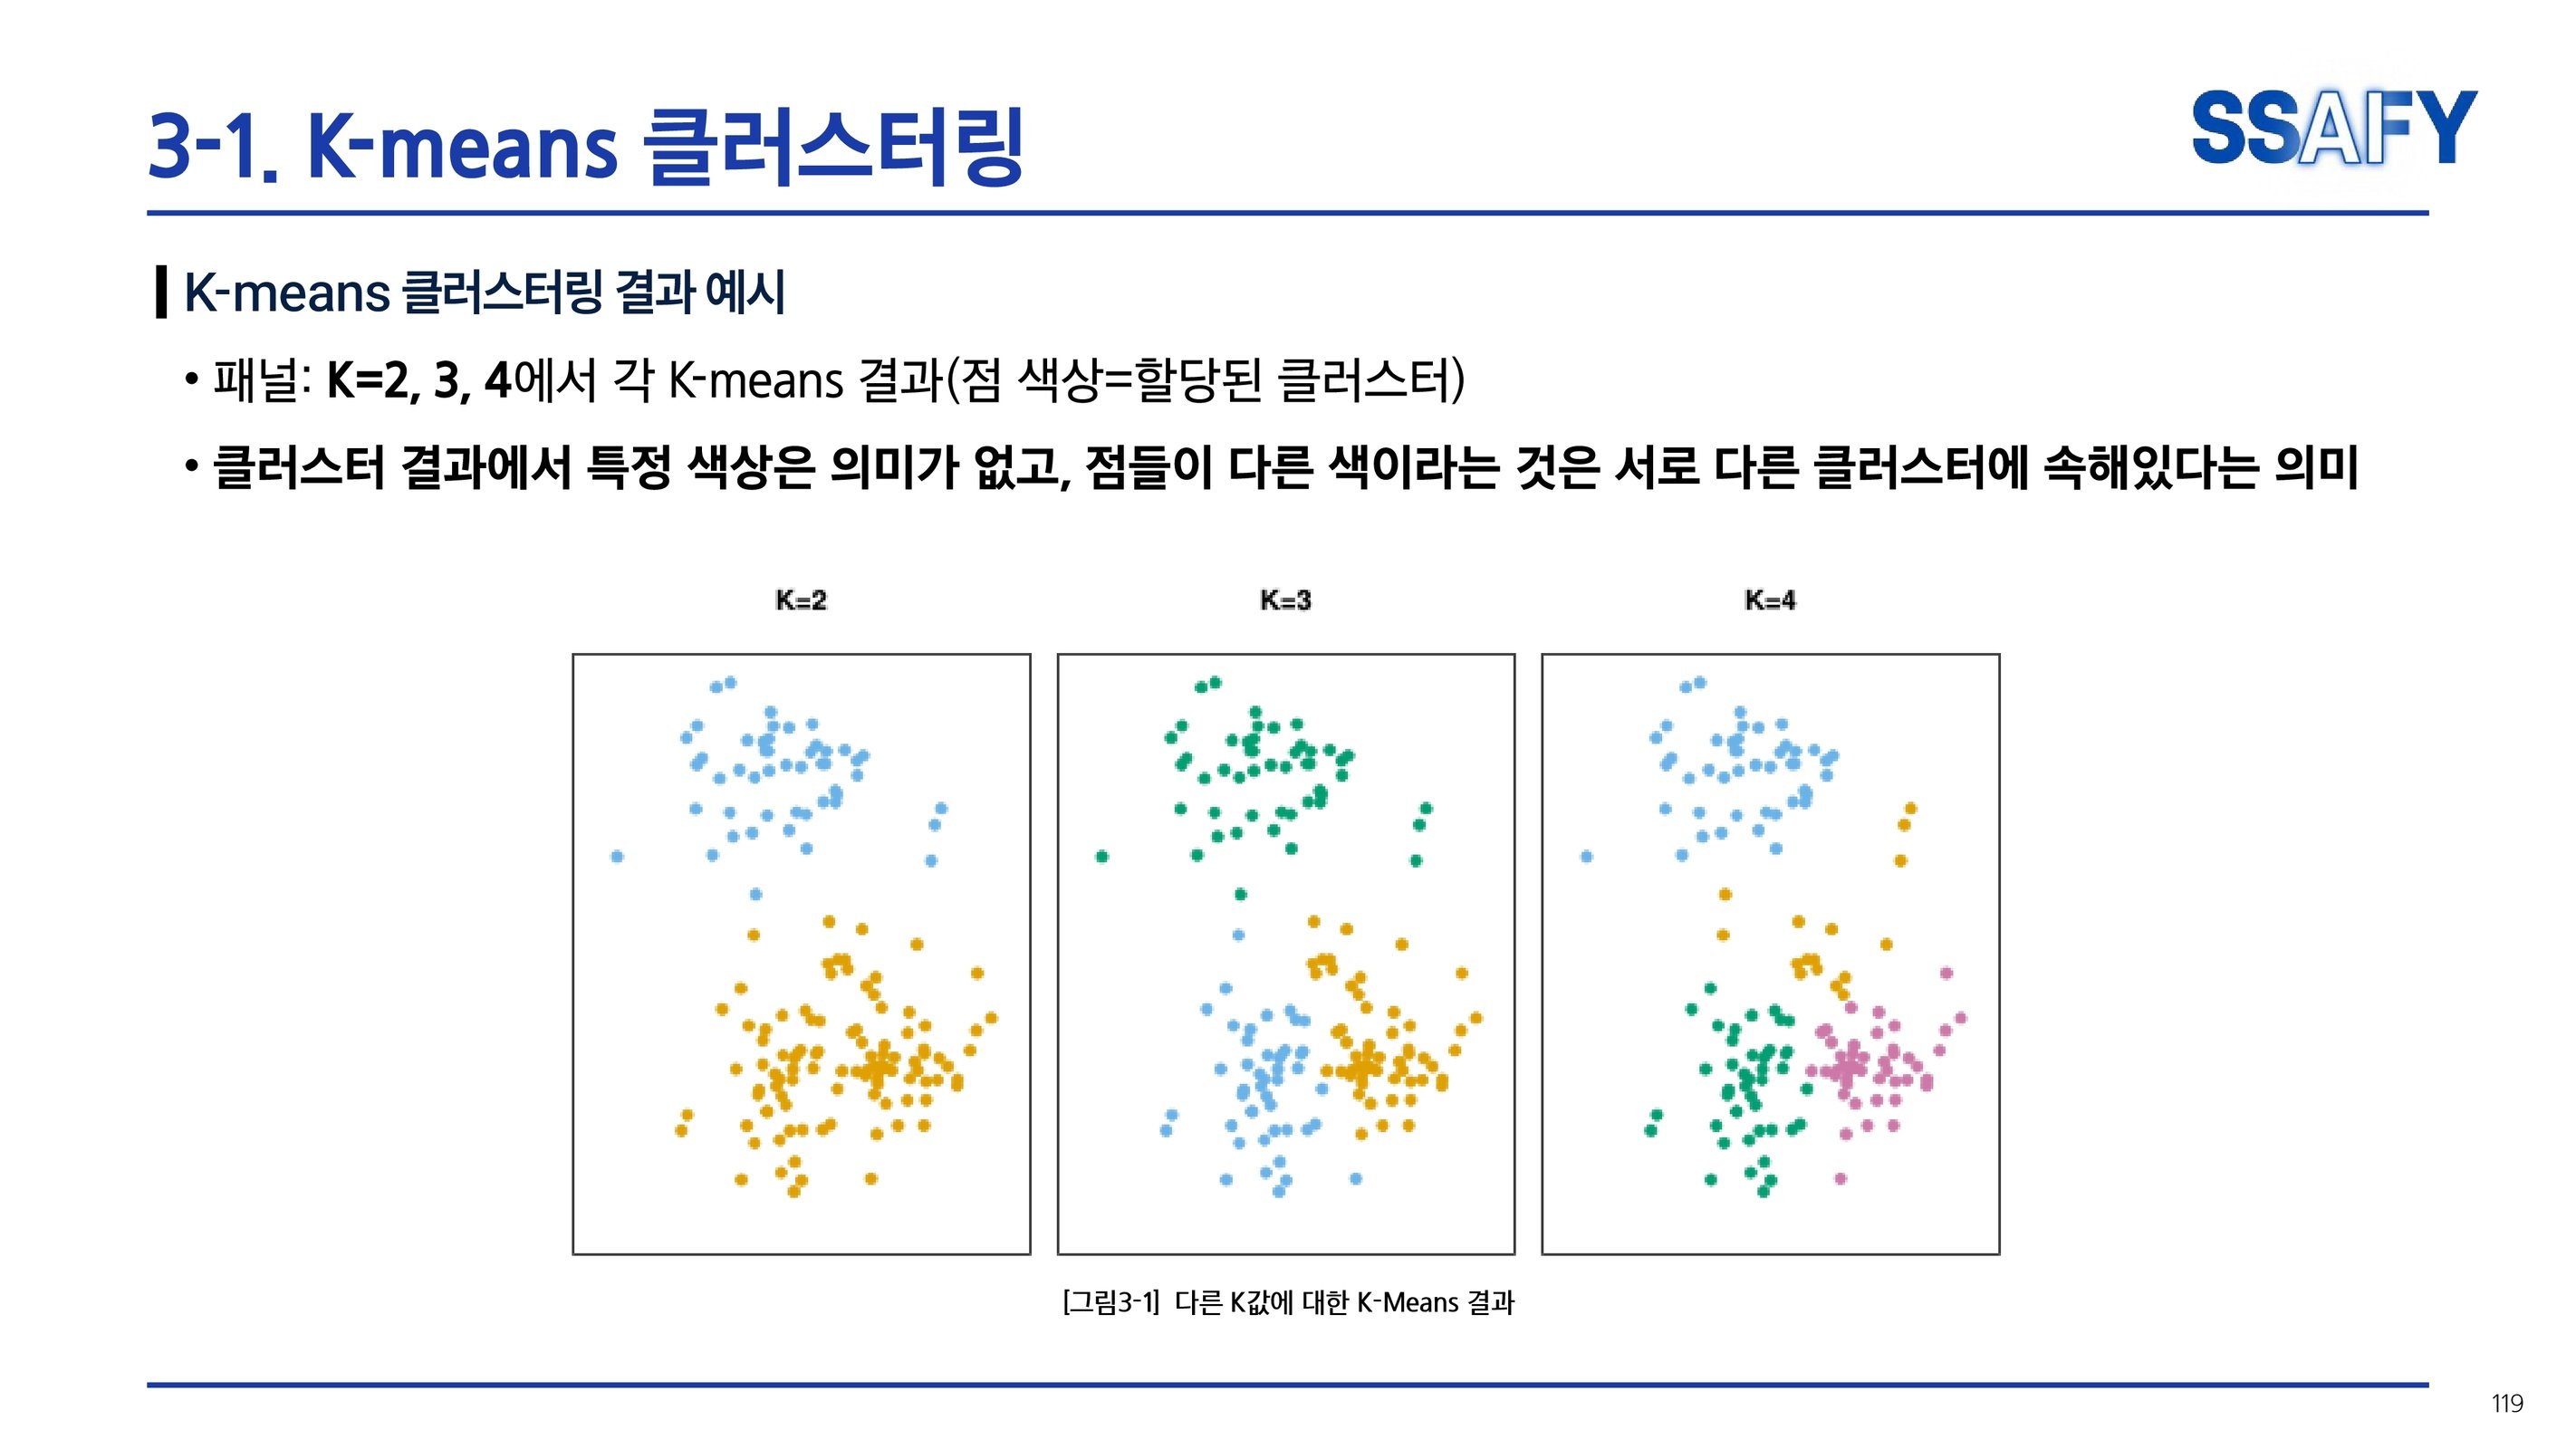 3-1. K-means 클러스터링
SSAFY
K-means 클러스터링 결과 예시
• 패널: K=2, 3, 4에서 각 K-means 결과(점 색상=할당된 클러스터)
• 클러스터 결과에서 특정 색상은 의미가 없고, 점들이 다른 색이라는 것은 서로 다른 클러스터에 속해있다는 의미
K=2
K=3
K=4
[그림3-1] 다른 K값에 대한 K-Means 결과
119